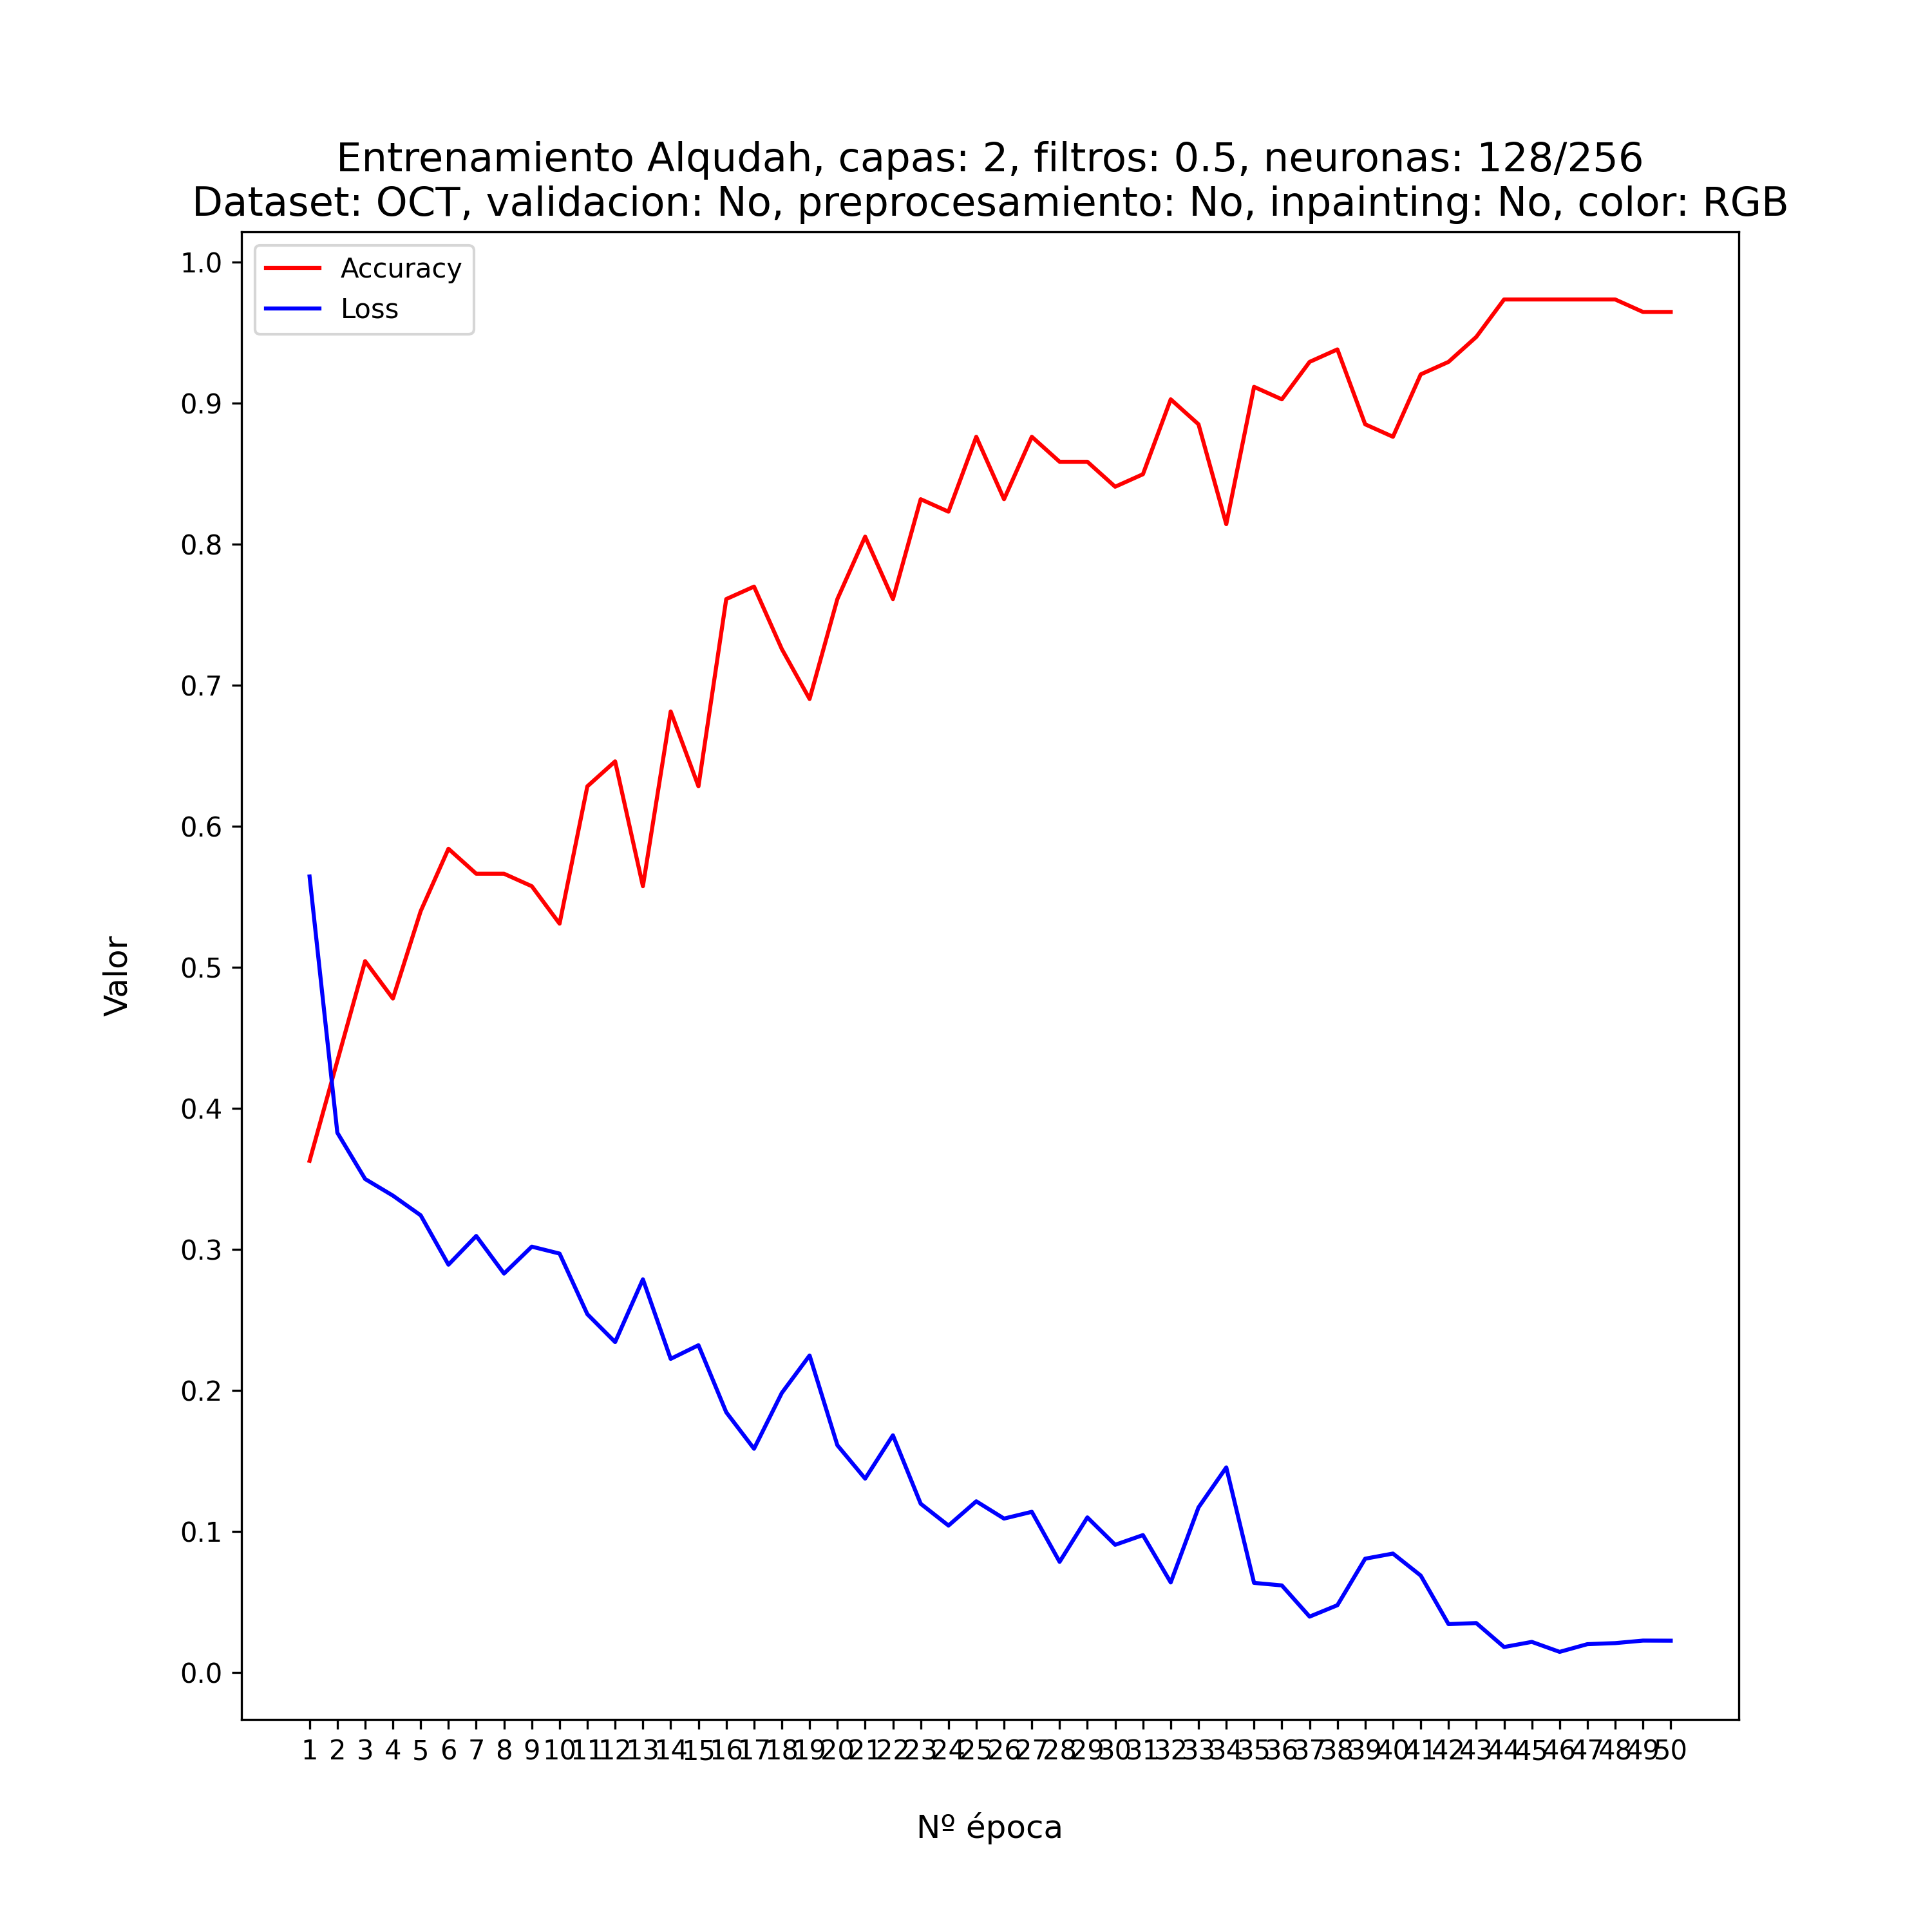 Entrenamiento Alqudah, capas: 2, filtros: 0.5, neuronas: 128/256
Dataset: OCT, validacion: No, preprocesamiento: No, inpainting: No, color: RGB
Accuracy
Loss
1.0
0.9
0.8
0.7
0.6
0.5
0.4
0.3
0.2
0.1
0.0
Valor
1 2 3 4 5 6 7 8 9 10 11 12 13 14 15 16 17 18 19 20 21 22 23 24 25 26 27 28 29 30 31 32 33 34 35 36 37 38 39 40 41 42 43 44 45 46 47 48 49 50
Nº época